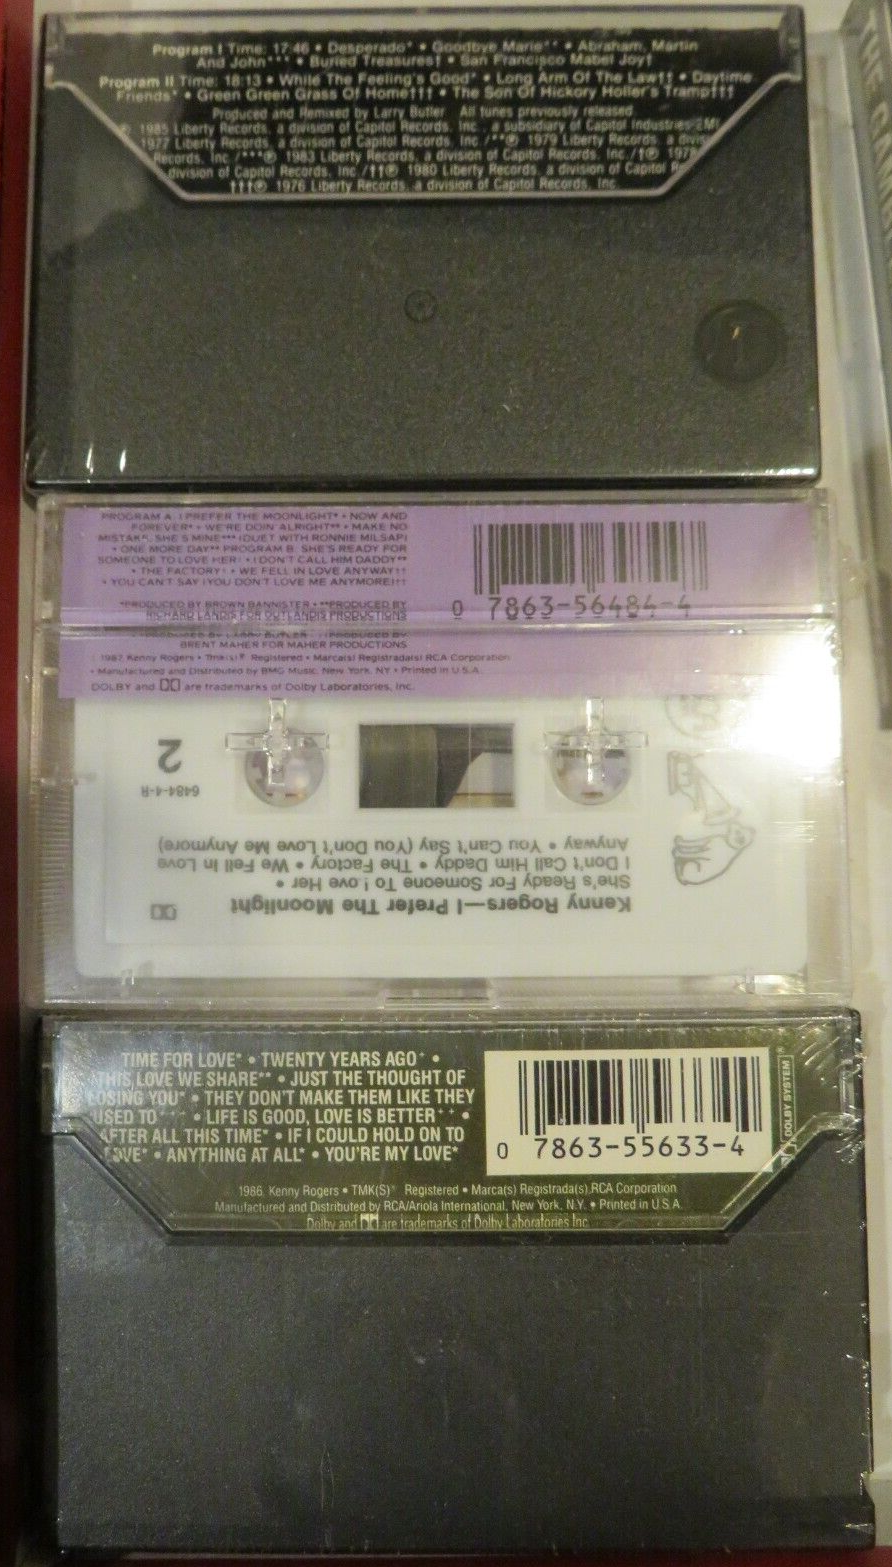 Program I Time: 17:46 • Desperado* • Goodbye Marie** • Abraham, Martin
And John*** • Buried Treasures† • San Francisco Mabel Joy†
Program II Time: 18:13 • While The Feeling's Good* • Long Arm Of The Law†† • Daytime
Friends* • Green Green Grass Of Home††† • The Son Of Hickory Holler's Tramp†††
Produced and Remixed by Larry Butler. All tunes previously released.
℗ 1985 Liberty Records, a division of Capitol Records, Inc., a subsidiary of Capitol Industries-EMI
1977 Liberty Records, a division of Capitol Records, Inc./**℗ 1979 Liberty Records, a
Records, Inc./***℗ 1983 Liberty Records, a division of Capitol Records, Inc./†℗
division of Capitol Records, Inc./††℗ 1980 Liberty Records, a division of Capitol
†††℗ 1976 Liberty Records, a division of Capitol Records, Inc.
1
PROGRAM A: I PREFER THE MOONLIGHT* • NOW AND
FOREVER* • WE'RE DOIN' ALRIGHT** • MAKE NO
MISTAKE, SHE'S MINE*** (DUET WITH RONNIE MILSAP)
• ONE MORE DAY** PROGRAM B: SHE'S READY FOR
SOMEONE TO LOVE HER† • I DON'T CALL HIM DADDY**
• THE FACTORY† • WE FELL IN LOVE ANYWAY††
• YOU CAN'T SAY (YOU DON'T LOVE ME ANYMORE)††
*PRODUCED BY BROWN BANNISTER • **PRODUCED BY
RICHARD LANDIS FOR OUTLANDIS PRODUCTIONS
BRENT MAHER FOR MAHER PRODUCTIONS
1987, Kenny Rogers • Tmk(s) ® Registered • Marca(s) Registrada(s) RCA Corporation
• Manufactured and Distributed by BMG Music, New York, NY • Printed in U.S.A.
DOLBY and are trademarks of Dolby Laboratories, Inc.
0 7863-56484-4
Kenny Rogers—I Prefer The Moonlight
She's Ready For Someone To Love Her •
I Don't Call Him Daddy • The Factory • We Fell In Love
Anyway • You Can't Say (You Don't Love Me Anymore)
6484-4-R
2
TIME FOR LOVE* • TWENTY YEARS AGO+ •
THIS LOVE WE SHARE** • JUST THE THOUGHT OF
LOSING YOU* • THEY DON'T MAKE THEM LIKE THEY
USED TO*** • LIFE IS GOOD, LOVE IS BETTER++ •
AFTER ALL THIS TIME* • IF I COULD HOLD ON TO
LOVE* • ANYTHING AT ALL* • YOU'RE MY LOVE*
0 7863-55633-4
DOLBY SYSTEM
1986, Kenny Rogers • TMK(S)® Registered • Marca(s) Registrada(s) RCA Corporation
Manufactured and Distributed by RCA/Ariola International, New York, N.Y. • Printed in U.S.A.
Dolby and are trademarks of Dolby Laboratories Inc.